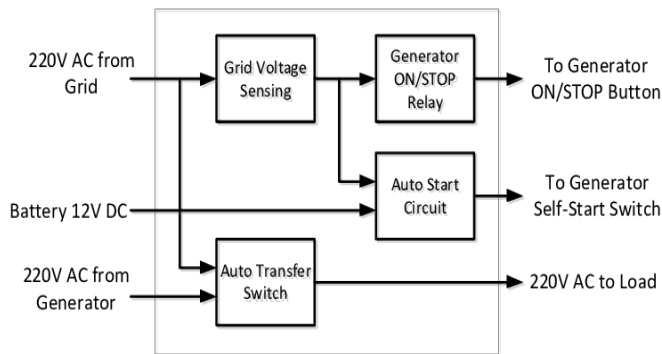 220V AC from
Grid
Grid Voltage
Sensing
Generator
ON/STOP
Relay
To Generator
ON/STOP Button
Auto Start
Circuit
To Generator
Self-Start Switch
Battery 12V DC
220V AC from
Generator
Auto Transfer
Switch
220V AC to Load